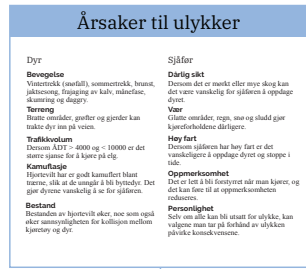 Årsaker til ulykker
Dyr
Bevegelse
Vintertrekk (snøfall), sommertrekk, brunst,
jaktsesong, frajaging av kalv, månefase,
skumring og daggry.
Terreng
Bratte områder, grøfter og gjerder kan
trakte dyr inn på veien.
Trafikkvolum
Dersom ÅDT > 4000 og < 10000 er det
større sjanse for å kjøre på elg.
Kamuflasje
Hjortevilt har er godt kamuflert blant
trærne, slik at de unngår å bli byttedyr. Det
gjør dyrene vanskelig å se for sjåføren.
Bestand
Bestanden av hjortevilt øker, noe som også
øker sannsynligheten for kollisjon mellom
kjøretøy og dyr.
Sjåfør
Dårlig sikt
Dersom det er mørkt eller mye skog kan
det være vanskelig for sjåføren å oppdage
dyret.
Vær
Glatte områder, regn, snø og sludd gjør
kjøreforholdene dårligere.
Høy fart
Dersom sjåføren har høy fart er det
vanskeligere å oppdage dyret og stoppe i
tide.
Oppmerksomhet
Det er lett å bli forstyrret når man kjører, og
det kan føre til at oppmerksomheten
reduseres.
Personlighet
Selv om alle kan bli utsatt for ulykke, kan
valgene man tar på forhånd av ulykken
påvirke konsekvensene.